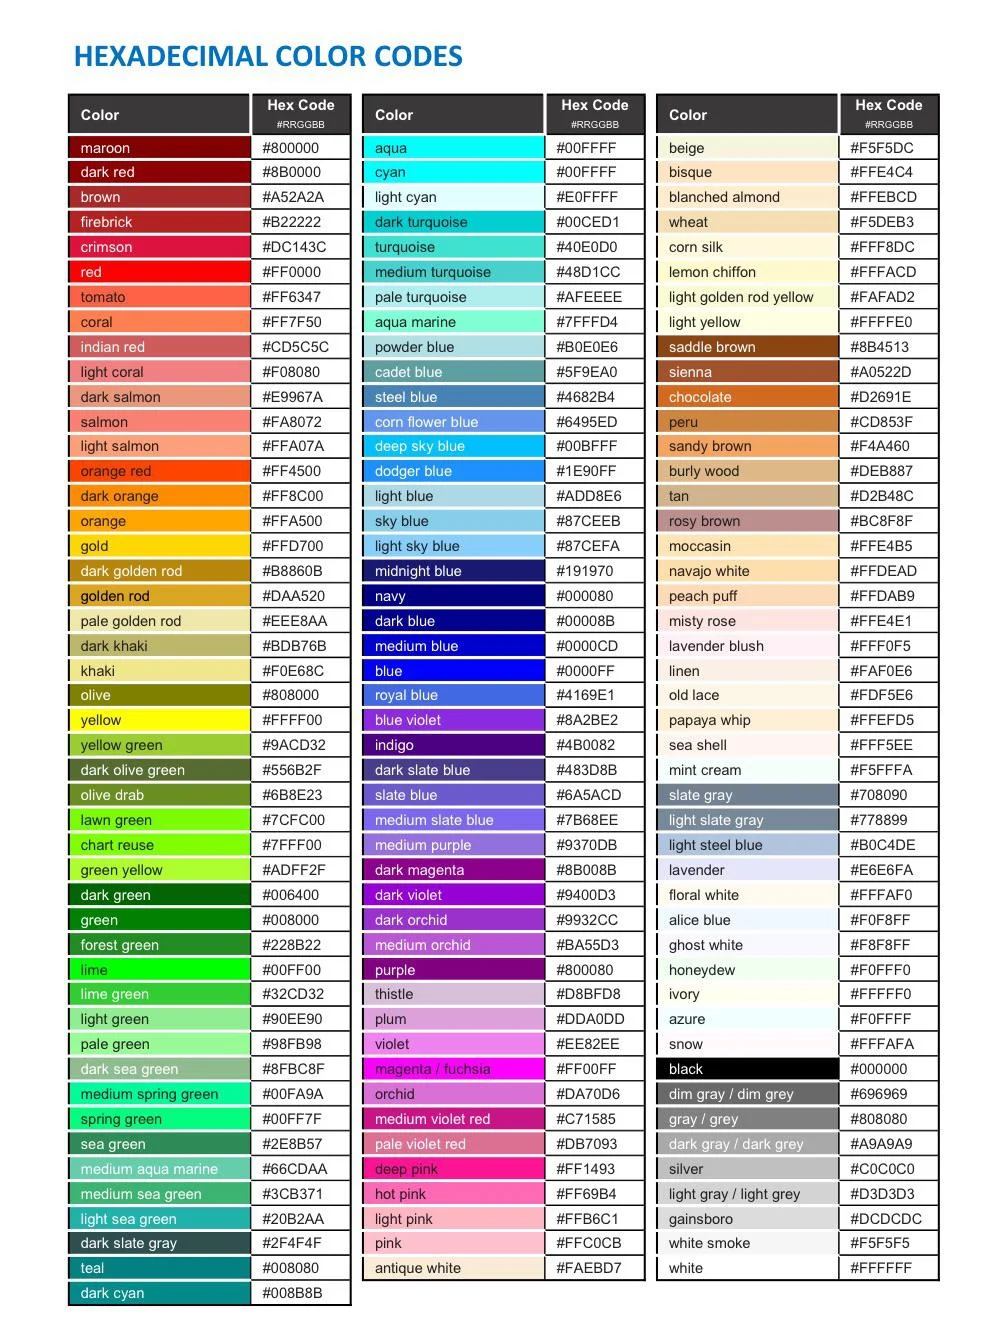 HEXADECIMAL COLOR CODES
Color Hex Code #RRGGBB
maroon #800000
dark red #8B0000
brown #A52A2A
firebrick #B22222
crimson #DC143C
red #FF0000
tomato #FF6347
coral #FF7F50
indian red #CD5C5C
light coral #F08080
dark salmon #E9967A
salmon #FA8072
light salmon #FFA07A
orange red #FF4500
dark orange #FF8C00
orange #FFA500
gold #FFD700
dark golden rod #B8860B
golden rod #DAA520
pale golden rod #EEE8AA
dark khaki #BDB76B
khaki #F0E68C
olive #808000
yellow #FFFF00
yellow green #9ACD32
dark olive green #556B2F
olive drab #6B8E23
lawn green #7CFC00
chart reuse #7FFF00
green yellow #ADFF2F
dark green #006400
green #008000
forest green #228B22
lime #00FF00
lime green #32CD32
light green #90EE90
pale green #98FB98
dark sea green #8FBC8F
medium spring green #00FA9A
spring green #00FF7F
sea green #2E8B57
medium aqua marine #66CDAA
medium sea green #3CB371
light sea green #20B2AA
dark slate gray #2F4F4F
teal #008080
dark cyan #008B8B
Color Hex Code #RRGGBB
aqua #00FFFF
cyan #00FFFF
light cyan #E0FFFF
dark turquoise #00CED1
turquoise #40E0D0
medium turquoise #48D1CC
pale turquoise #AFEEEE
aqua marine #7FFFD4
powder blue #B0E0E6
cadet blue #5F9EA0
steel blue #4682B4
corn flower blue #6495ED
deep sky blue #00BFFF
dodger blue #1E90FF
light blue #ADD8E6
sky blue #87CEEB
light sky blue #87CEFA
midnight blue #191970
navy #000080
dark blue #00008B
medium blue #0000CD
blue #0000FF
royal blue #4169E1
blue violet #8A2BE2
indigo #4B0082
dark slate blue #483D8B
slate blue #6A5ACD
medium slate blue #7B68EE
medium purple #9370DB
dark magenta #8B008B
dark violet #9400D3
dark orchid #9932CC
medium orchid #BA55D3
purple #800080
thistle #D8BFD8
plum #DDA0DD
violet #EE82EE
magenta / fuchsia #FF00FF
orchid #DA70D6
medium violet red #C71585
pale violet red #DB7093
deep pink #FF1493
hot pink #FF69B4
light pink #FFB6C1
pink #FFC0CB
antique white #FAEBD7
Color Hex Code #RRGGBB
beige #F5F5DC
bisque #FFE4C4
blanched almond #FFEBCD
wheat #F5DEB3
corn silk #FFF8DC
lemon chiffon #FFFACD
light golden rod yellow #FAFAD2
light yellow #FFFFE0
saddle brown #8B4513
sienna #A0522D
chocolate #D2691E
peru #CD853F
sandy brown #F4A460
burly wood #DEB887
tan #D2B48C
rosy brown #BC8F8F
moccasin #FFE4B5
navajo white #FFDEAD
peach puff #FFDAB9
misty rose #FFE4E1
lavender blush #FFF0F5
linen #FAF0E6
old lace #FDF5E6
papaya whip #FFEFD5
sea shell #FFF5EE
mint cream #F5FFFA
slate gray #708090
light slate gray #778899
light steel blue #B0C4DE
lavender #E6E6FA
floral white #FFFAF0
alice blue #F0F8FF
ghost white #F8F8FF
honeydew #F0FFF0
ivory #FFFFF0
azure #F0FFFF
snow #FFFAFA
black #000000
dim gray / dim grey #696969
gray / grey #808080
dark gray / dark grey #A9A9A9
silver #C0C0C0
light gray / light grey #D3D3D3
gainsboro #DCDCDC
white smoke #F5F5F5
white #FFFFFF